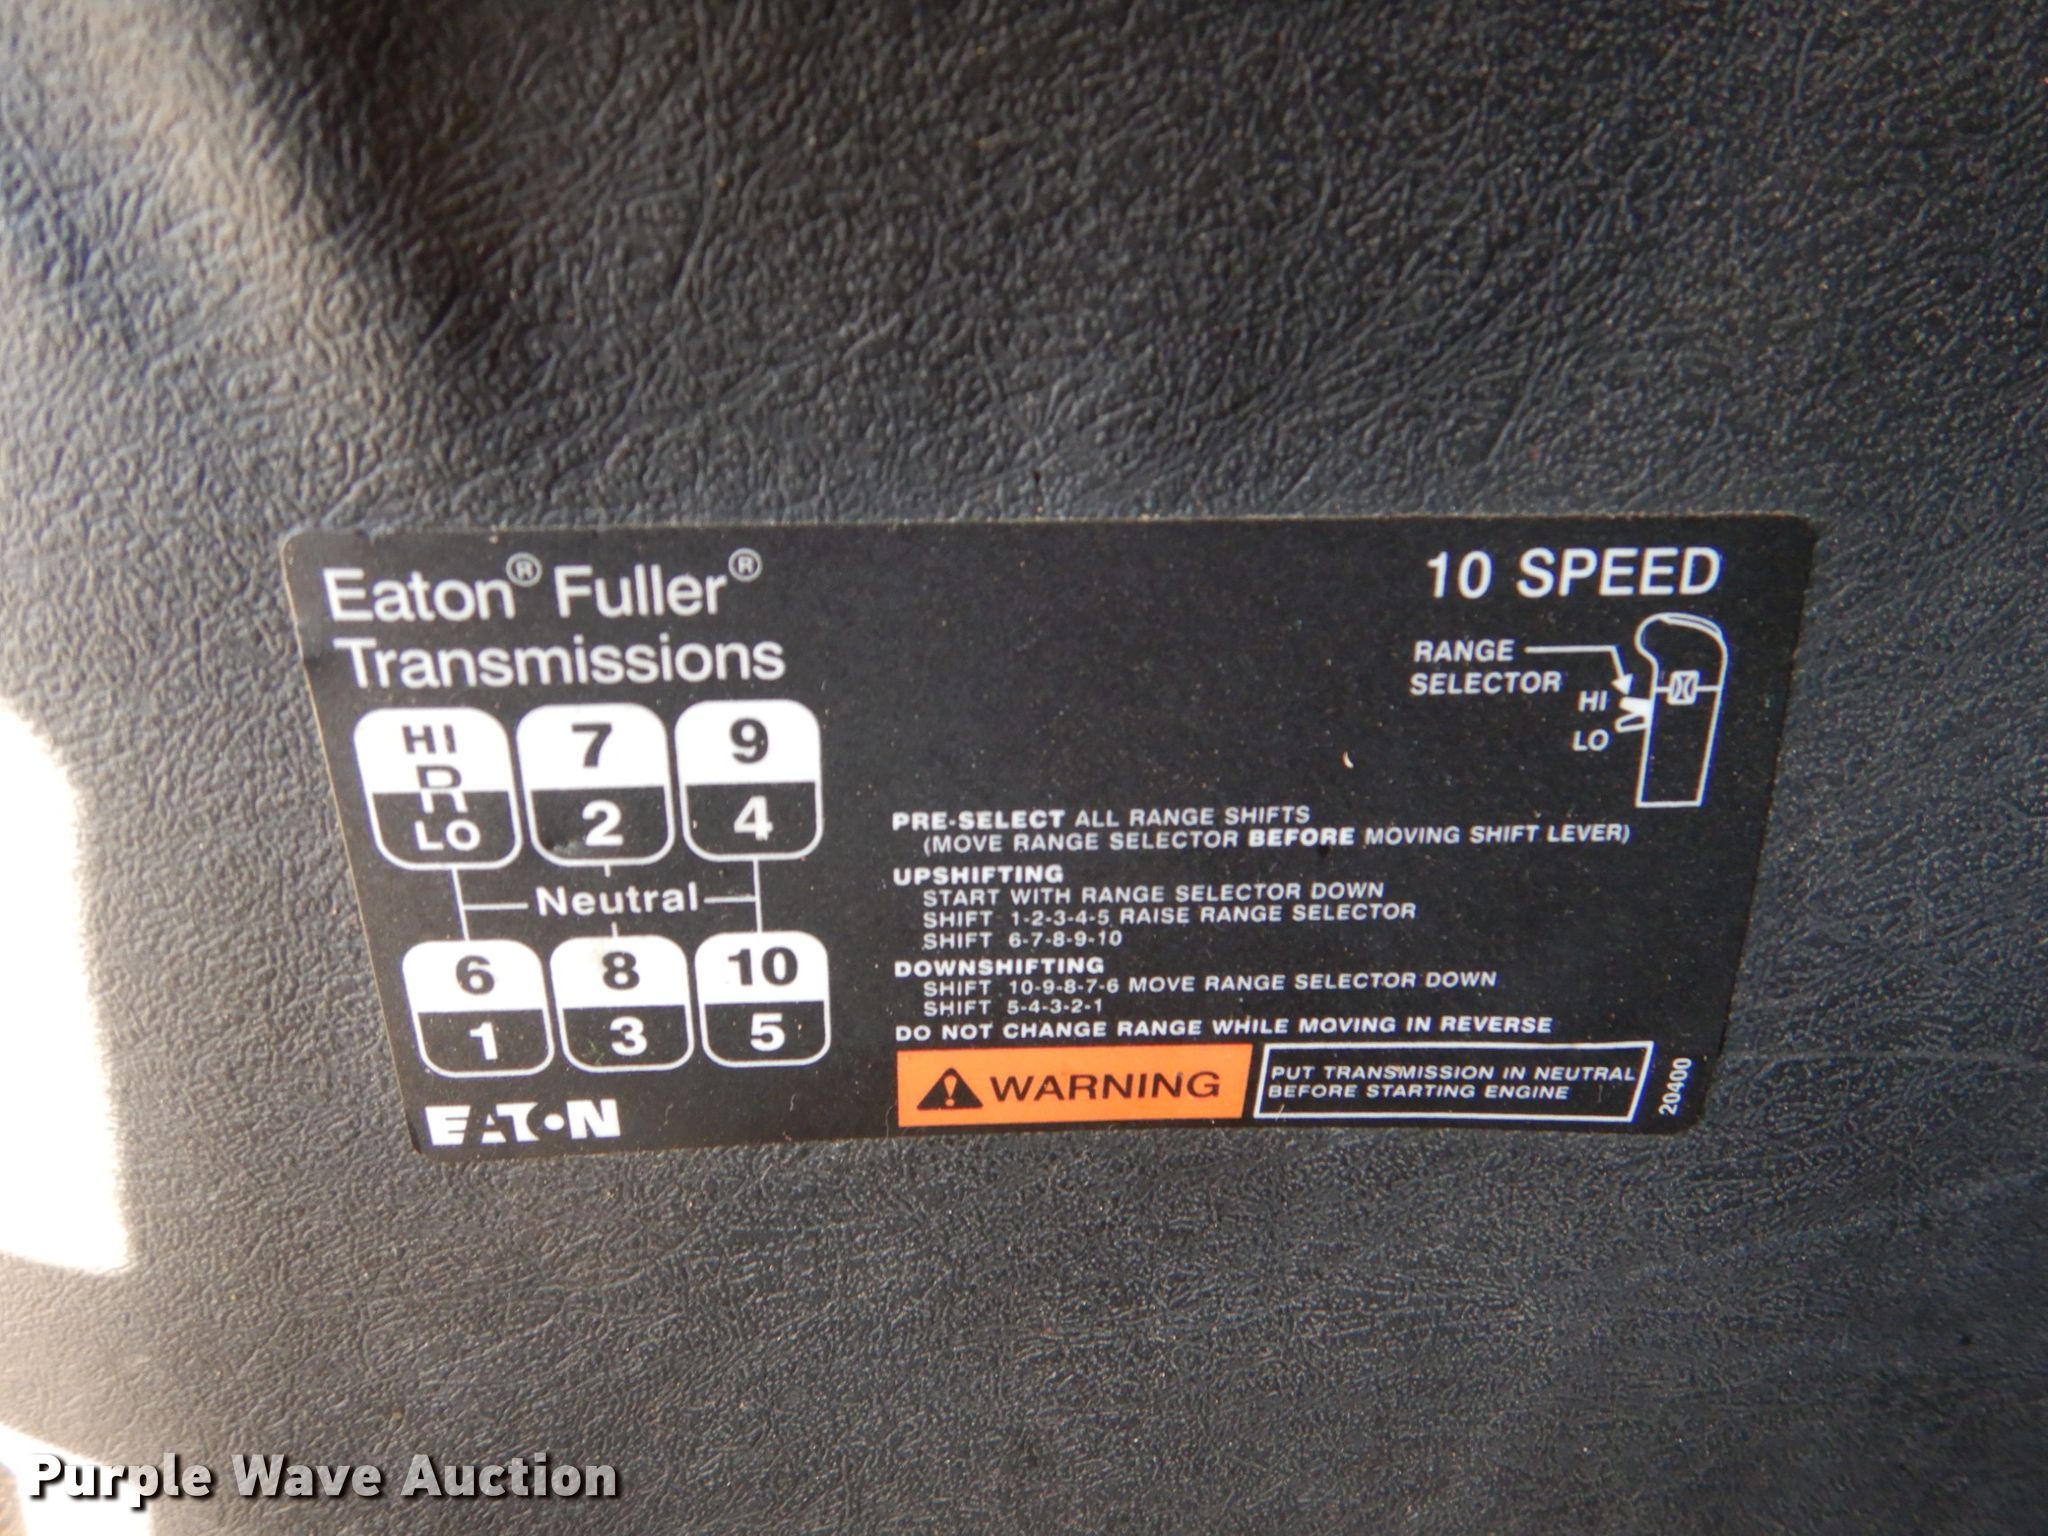 Eaton® Fuller®
Transmissions
10 SPEED
RANGE
SELECTOR
HI
LO
HI
R
LO
7
2
9
4
Neutral
6
1
8
3
10
5
EATON
PRE-SELECT ALL RANGE SHIFTS
(MOVE RANGE SELECTOR BEFORE MOVING SHIFT LEVER)
UPSHIFTING
START WITH RANGE SELECTOR DOWN
SHIFT 1-2-3-4-5 RAISE RANGE SELECTOR
SHIFT 6-7-8-9-10
DOWNSHIFTING
SHIFT 10-9-8-7-6 MOVE RANGE SELECTOR DOWN
SHIFT 5-4-3-2-1
DO NOT CHANGE RANGE WHILE MOVING IN REVERSE
WARNING
PUT TRANSMISSION IN NEUTRAL
BEFORE STARTING ENGINE
20400
Purple Wave Auction